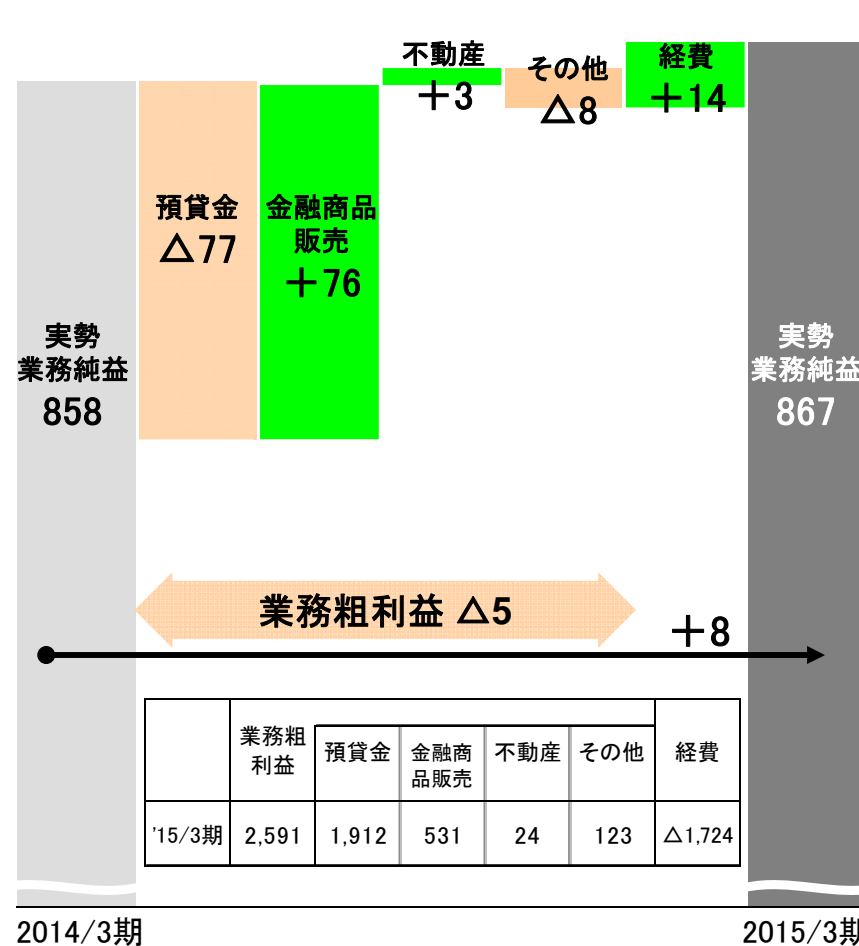 不動産
＋3
その他
△8
経費
＋14
預貸金
△77
金融商品
販売
＋76
実勢
業務純益
858
実勢
業務純益
867
業務粗利益 △5
＋8
業務粗
利益
預貸金
金融商
品販売
不動産
その他
経費
'15/3期 2,591 1,912 531 24 123 △1,724
2014/3期
2015/3期